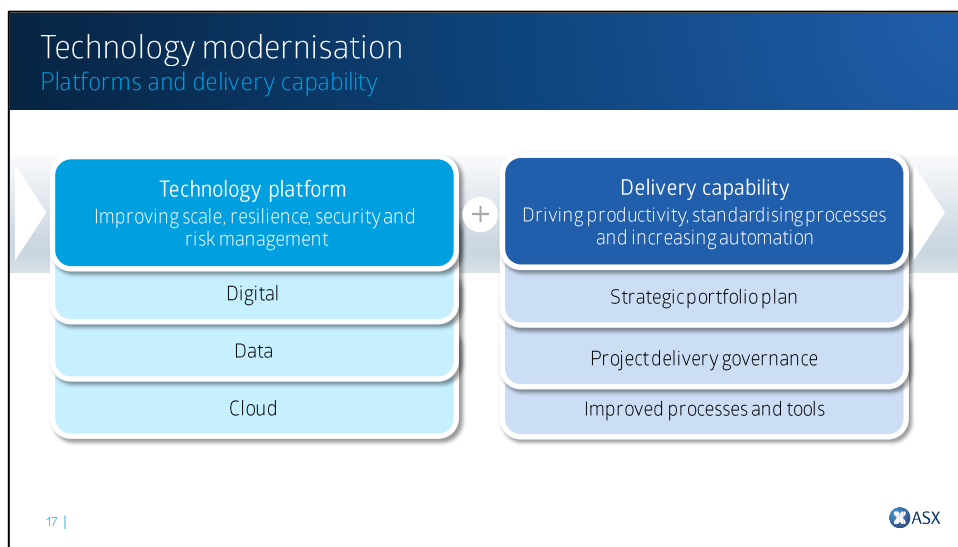 Technology modernisation
Platforms and delivery capability
Technology platform
Improving scale, resilience, security and
risk management
Digital
Data
Cloud
+
Delivery capability
Driving productivity, standardising processes
and increasing automation
Strategic portfolio plan
Project delivery governance
Improved processes and tools
17 |
ASX